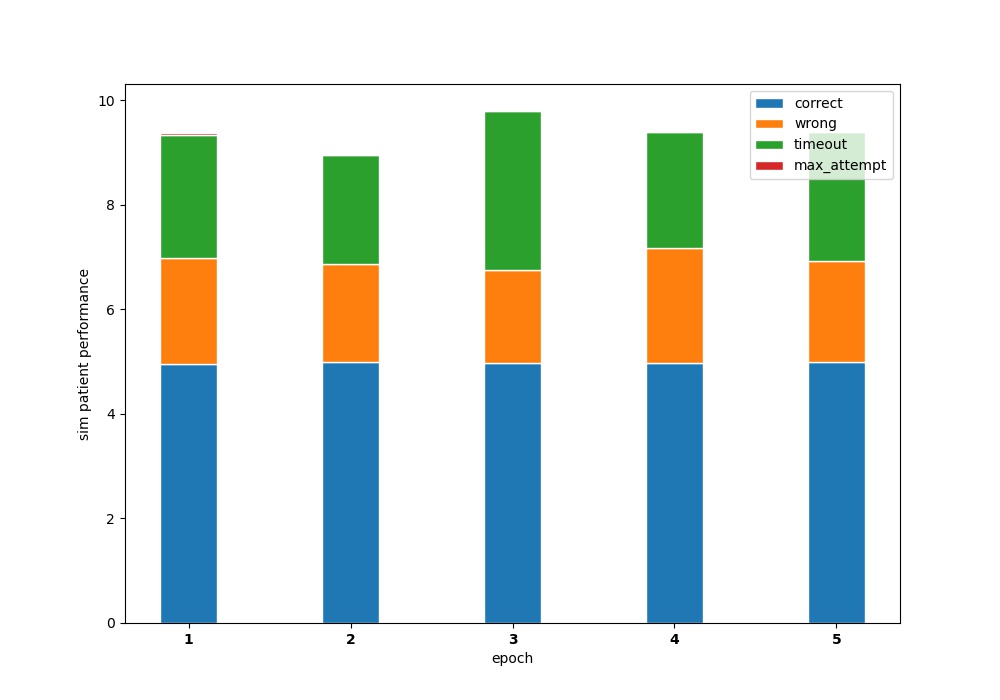 correct
wrong
timeout
max_attempt
10
8
6
4
2
0
sim patient performance
1 2 3 4 5
epoch